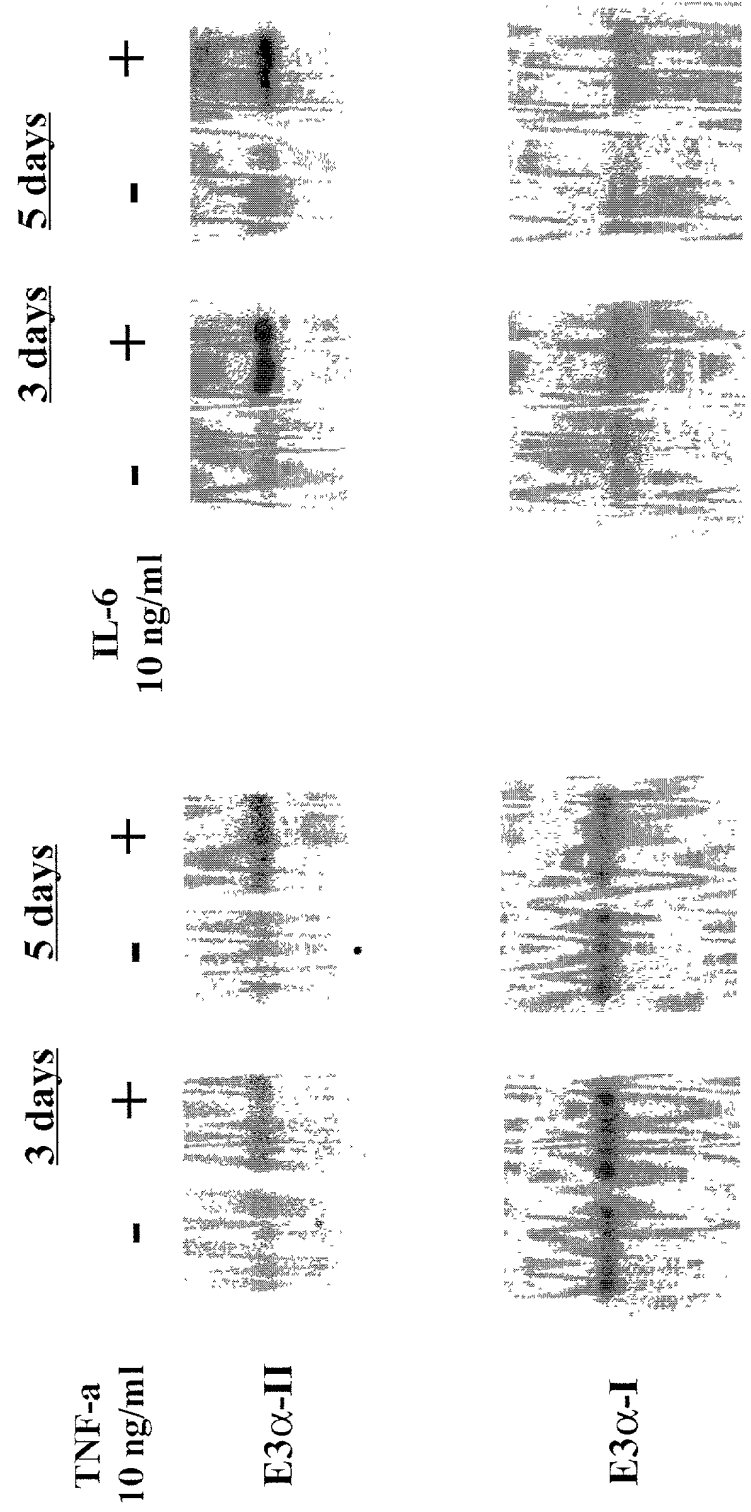 3 days
5 days
TNF-a
10 ng/ml
- + - +
E3α-II
E3α-I
3 days
5 days
IL-6
10 ng/ml
- + - +